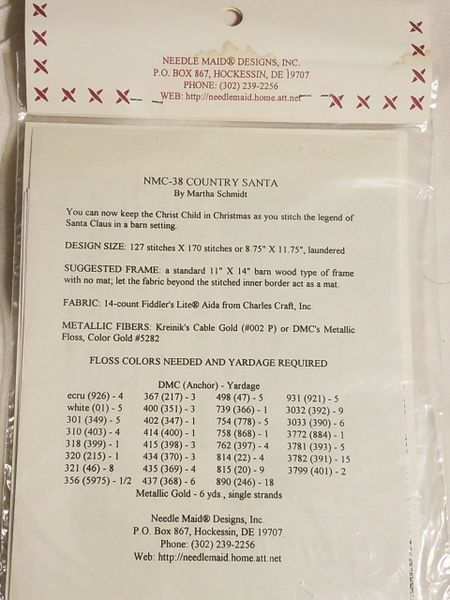 NEEDLE MAID® DESIGNS, INC.
P.O. BOX 867, HOCKESSIN, DE 19707
PHONE: (302) 239-2256
WEB: http://needlemaid.home.att.net
NMC-38 COUNTRY SANTA
By Martha Schmidt
You can now keep the Christ Child in Christmas as you stitch the legend of
Santa Claus in a barn setting.
DESIGN SIZE: 127 stitches X 170 stitches or 8.75" X 11.75", laundered
SUGGESTED FRAME: a standard 11" X 14" barn wood type of frame
with no mat; let the fabric beyond the stitched inner border act as a mat.
FABRIC: 14-count Fiddler's Lite® Aida from Charles Craft, Inc.
METALLIC FIBERS: Kreinik's Cable Gold (#002 P) or DMC's Metallic
Floss, Color Gold #5282
FLOSS COLORS NEEDED AND YARDAGE REQUIRED
DMC (Anchor) - Yardage
ecru (926) - 4 367 (217) - 3 498 (47) - 5 931 (921) - 5
white (01) - 5 400 (351) - 3 739 (366) - 1 3032 (392) - 9
301 (349) - 5 402 (347) - 1 754 (778) - 5 3033 (390) - 6
310 (403) - 4 414 (400) - 1 758 (868) - 1 3772 (884) - 1
318 (399) - 1 415 (398) - 3 762 (397) - 4 3781 (393) - 5
320 (215) - 1 434 (370) - 3 814 (22) - 4 3782 (391) - 15
321 (46) - 8 435 (369) - 4 815 (20) - 9 3799 (401) - 2
356 (5975) - 1/2 437 (368) - 6 890 (246) - 18
Metallic Gold - 6 yds., single strands
Needle Maid® Designs, Inc.
P.O. Box 867, Hockessin, DE 19707
Phone: (302) 239-2256
Web: http://needlemaid.home.att.net